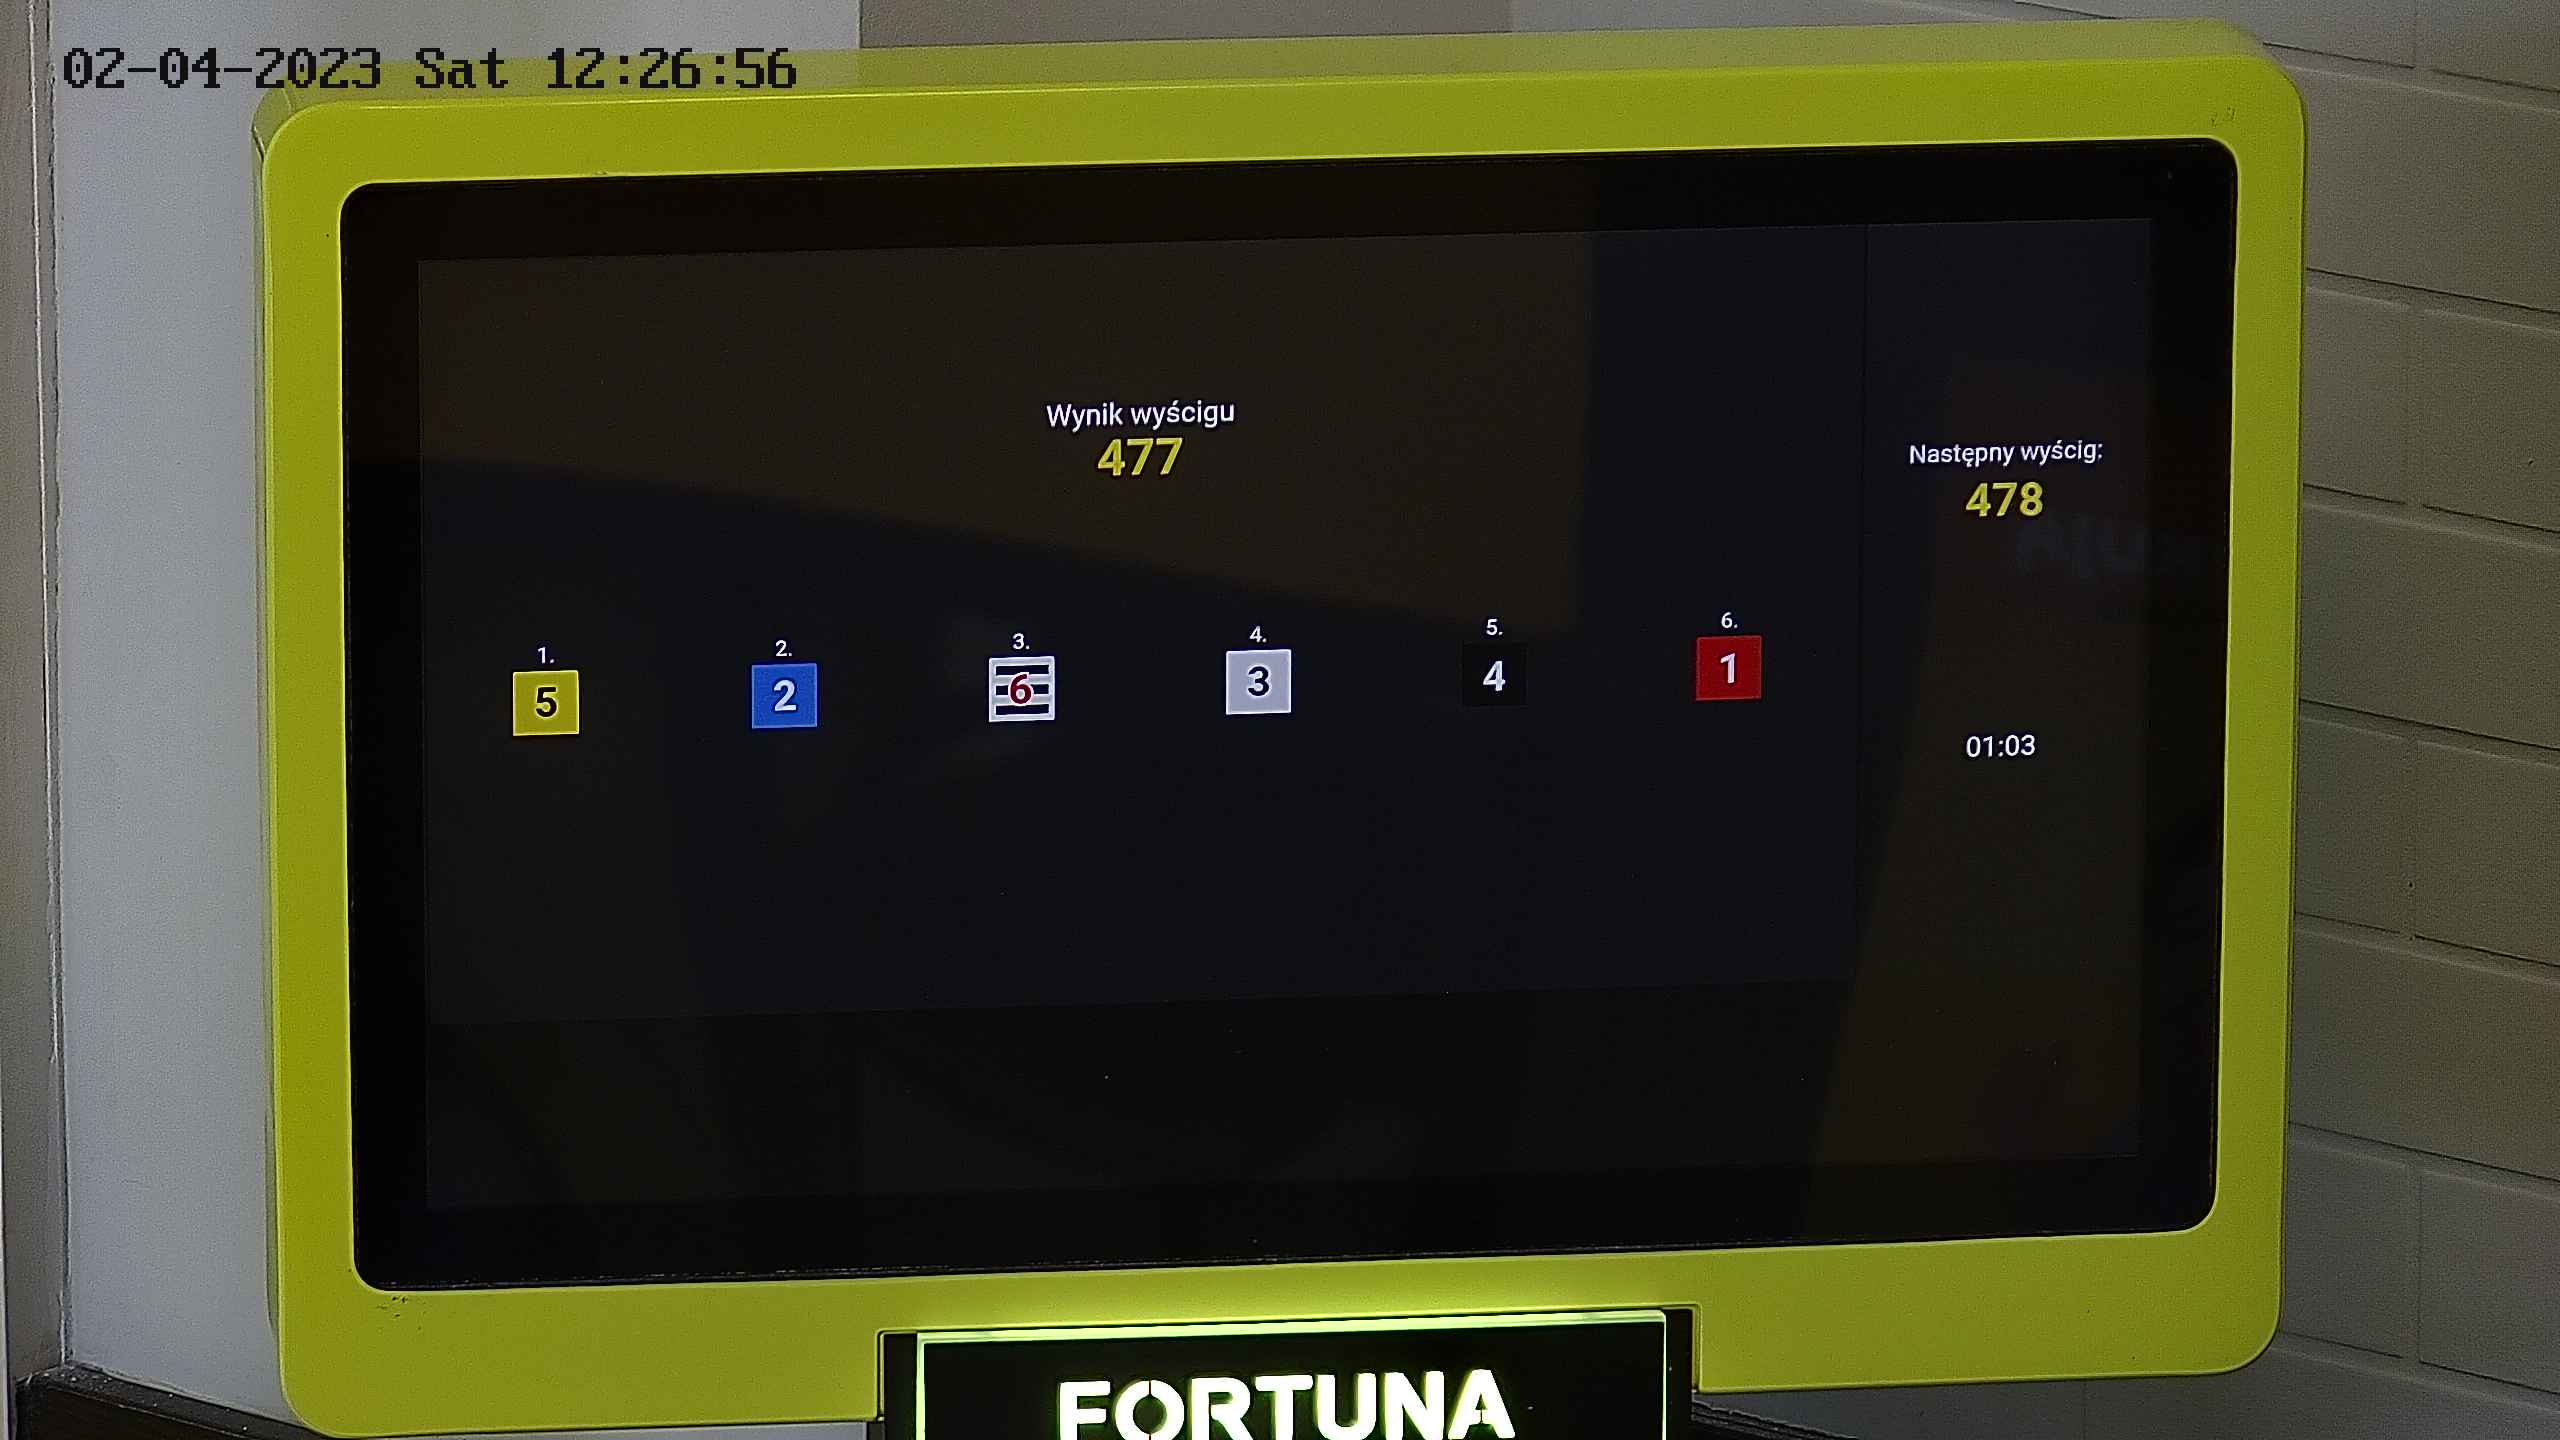 02-04-2023 Sat 12:26:56
Wynik wyścigu
477
1. 2. 3. 4. 5. 6.
5 2 6 3 4 1
Następny wyścig:
478
01:03
FORTUNA